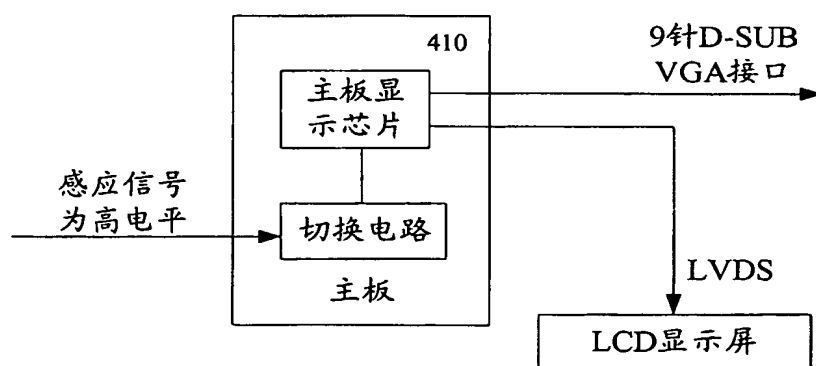 410
9针D-SUB
VGA接口
主板显
示芯片
感应信号
为高电平
切换电路
主板
LVDS
LCD显示屏